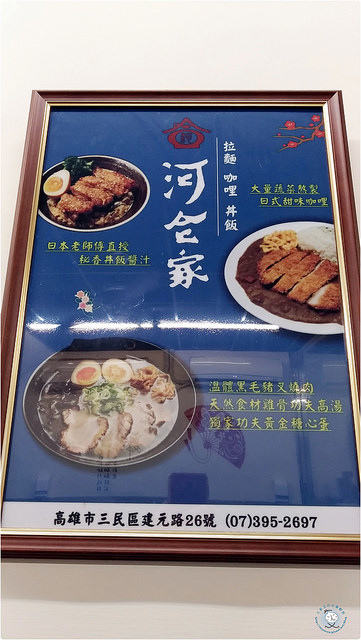 拉麵 咖哩 丼飯
河仺家
大量蔬菜熬製
日式甜味咖哩
日本老師傅直授
秘香丼飯醬汁
溫體黑毛豬叉燒肉
天然食材雞骨功夫高湯
獨家功夫黃金糖心蛋
高雄市三民區建元路26號 (07)395-2697